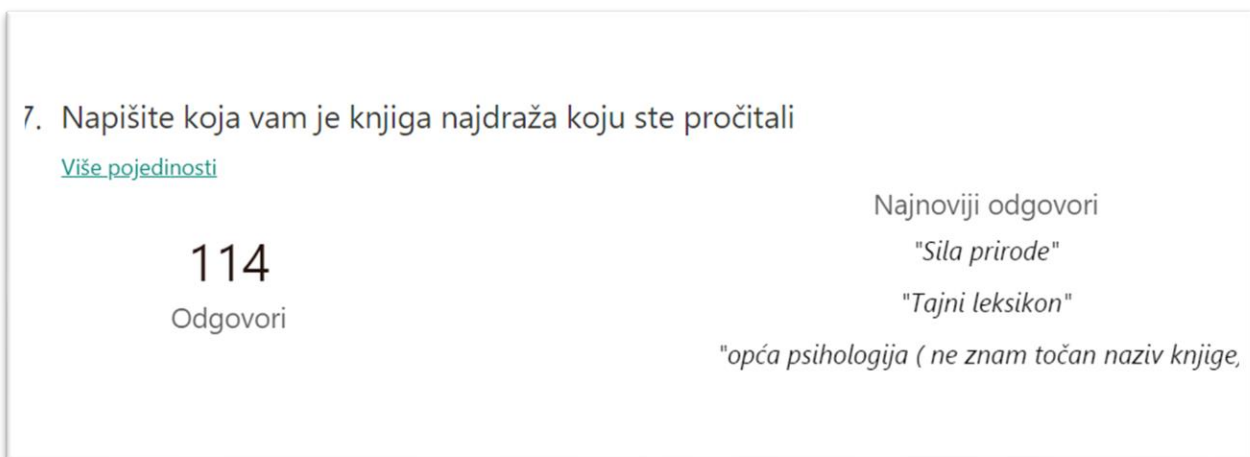 7. Napišite koja vam je knjiga najdraža koju ste pročitali
Više pojedinosti
114
Odgovori
Najnoviji odgovori
"Sila prirode"
"Tajni leksikon"
"opća psihologija ( ne znam točan naziv knjige,